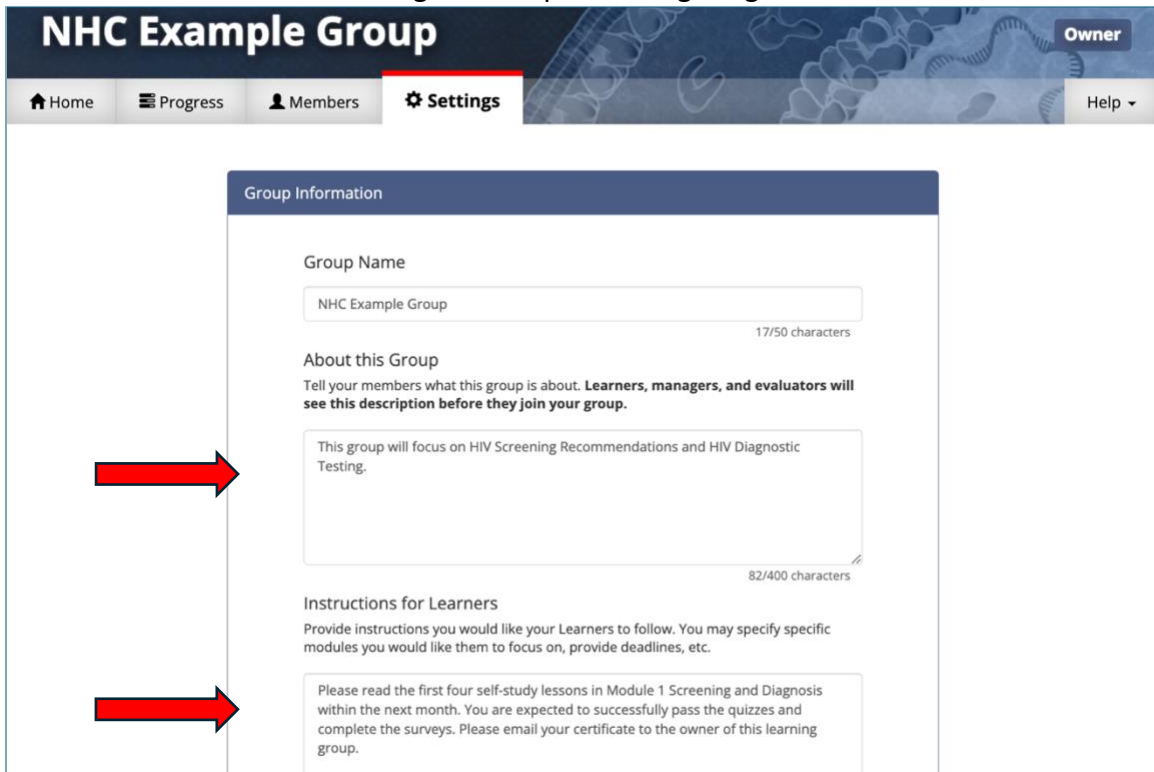 NHC Example Group
Owner
Home
Progress
Members
Settings
Help
Group Information
Group Name
NHC Example Group
17/50 characters
About this Group
Tell your members what this group is about. Learners, managers, and evaluators will
see this description before they join your group.
This group will focus on HIV Screening Recommendations and HIV Diagnostic
Testing.
82/400 characters
Instructions for Learners
Provide instructions you would like your Learners to follow. You may specify specific
modules you would like them to focus on, provide deadlines, etc.
Please read the first four self-study lessons in Module 1 Screening and Diagnosis
within the next month. You are expected to successfully pass the quizzes and
complete the surveys. Please email your certificate to the owner of this learning
group.